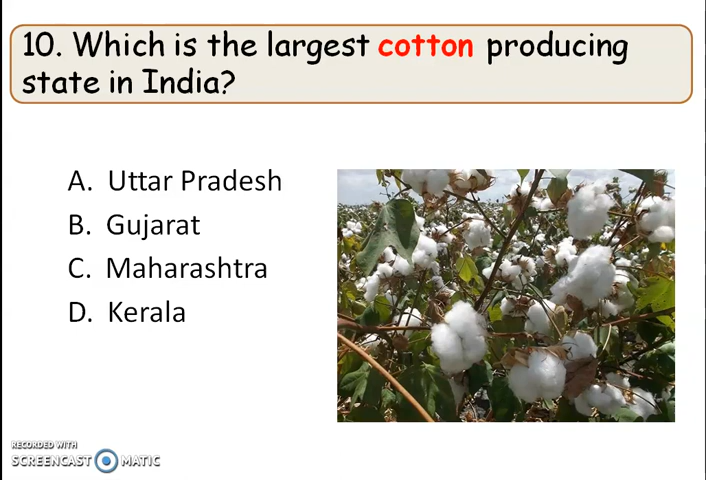 10. Which is the largest cotton producing
state in India?
A. Uttar Pradesh
B. Gujarat
C. Maharashtra
D. Kerala
RECORDED WITH
SCREENCAST MATIC